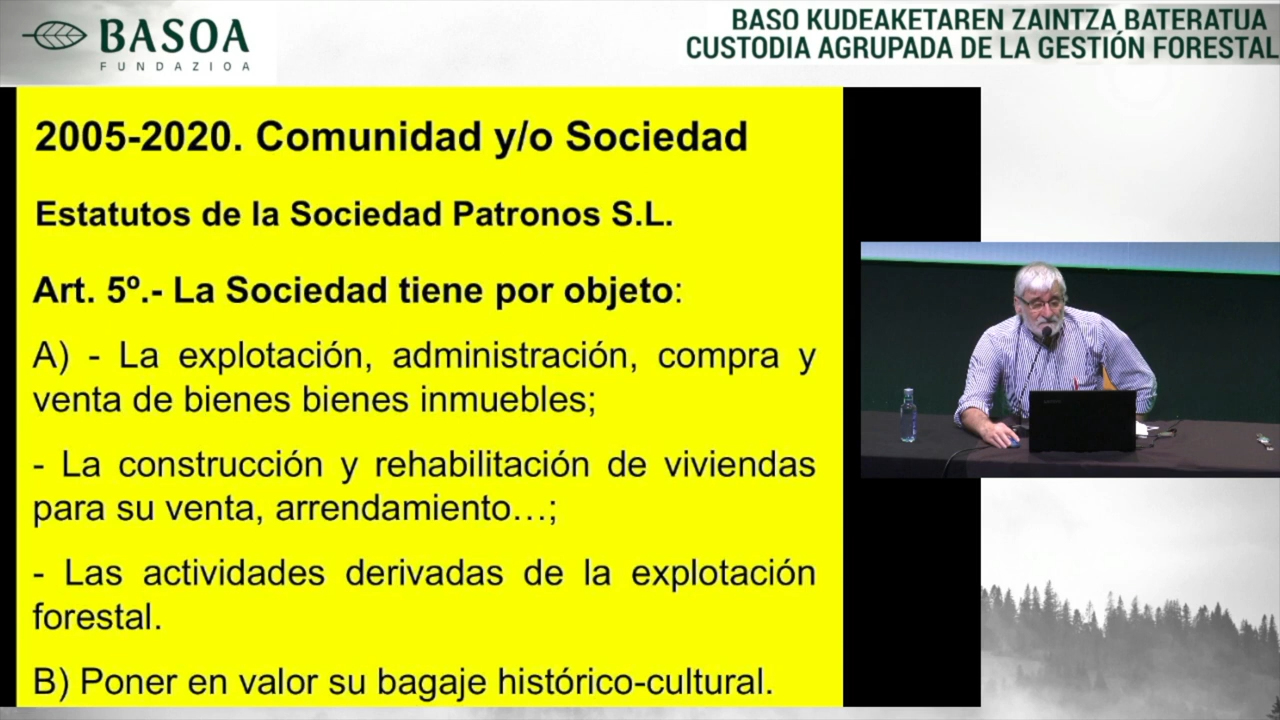 BASOA
FUNDAZIOA
BASO KUDEAKETAREN ZAINTZA BATERATUA
CUSTODIA AGRUPADA DE LA GESTIÓN FORESTAL
2005-2020. Comunidad y/o Sociedad
Estatutos de la Sociedad Patronos S.L.
Art. 5º.- La Sociedad tiene por objeto:
A) - La explotación, administración, compra y
venta de bienes bienes inmuebles;
- La construcción y rehabilitación de viviendas
para su venta, arrendamiento…;
- Las actividades derivadas de la explotación
forestal.
B) Poner en valor su bagaje histórico-cultural.